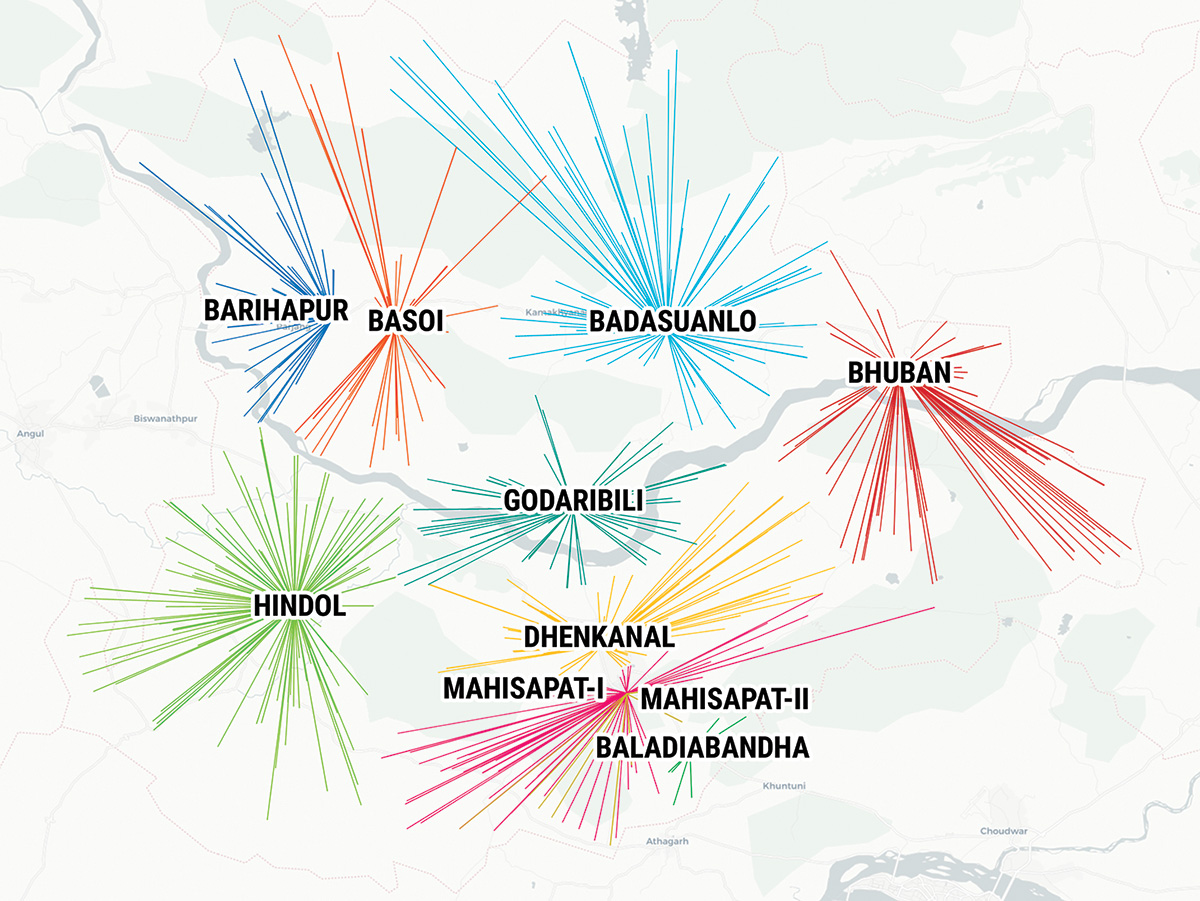 BARIHAPUR
BASOI
BADASUANLO
BHUBAN
Biswanathpur
Angul
GODARIBILI
HINDOL
DHENKANAL
MAHISAPAT-I
MAHISAPAT-II
BALADIABANDHA
Khuntuni
Athagarh
Choudwar